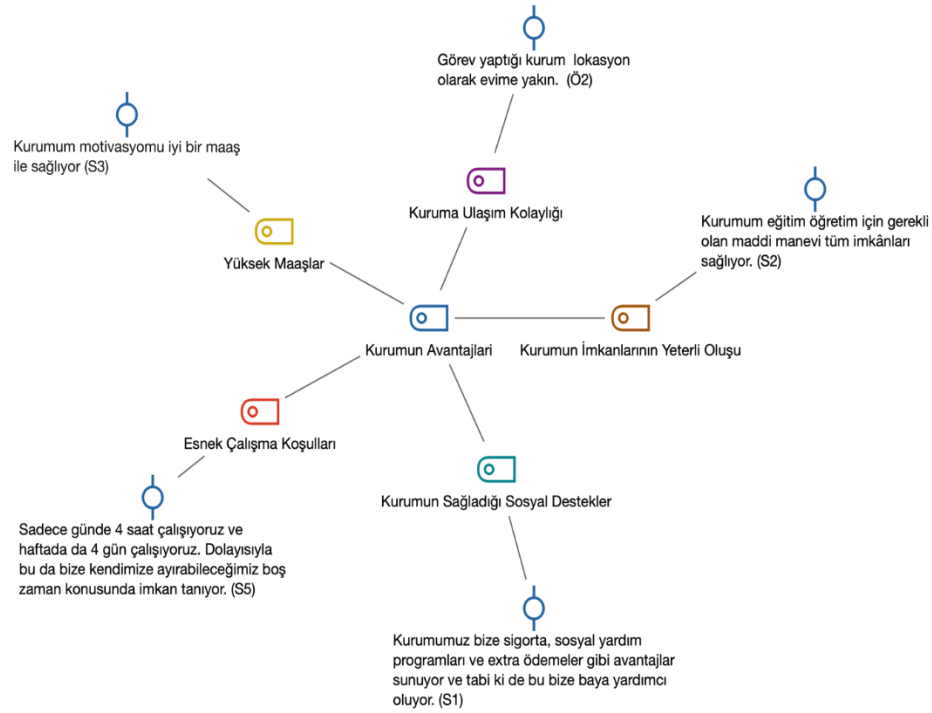 Görev yaptığı kurum lokasyon
olarak evime yakın. (Ö2)
Kurumum motivasyomu iyi bir maaş
ile sağlıyor (S3)
Kuruma Ulaşım Kolaylığı
Kurumum eğitim öğretim için gerekli
olan maddi manevi tüm imkânları
sağlıyor. (S2)
Yüksek Maaşlar
Kurumun Avantajlari
Kurumun İmkanlarının Yeterli Oluşu
Esnek Çalışma Koşulları
Kurumun Sağladığı Sosyal Destekler
Sadece günde 4 saat çalışıyoruz ve
haftada da 4 gün çalışıyoruz. Dolayısıyla
bu da bize kendimize ayırabileceğimiz boş
zaman konusunda imkan tanıyor. (S5)
Kurumumuz bize sigorta, sosyal yardım
programları ve extra ödemeler gibi avantajlar
sunuyor ve tabi ki de bu bize baya yardımcı
oluyor. (S1)